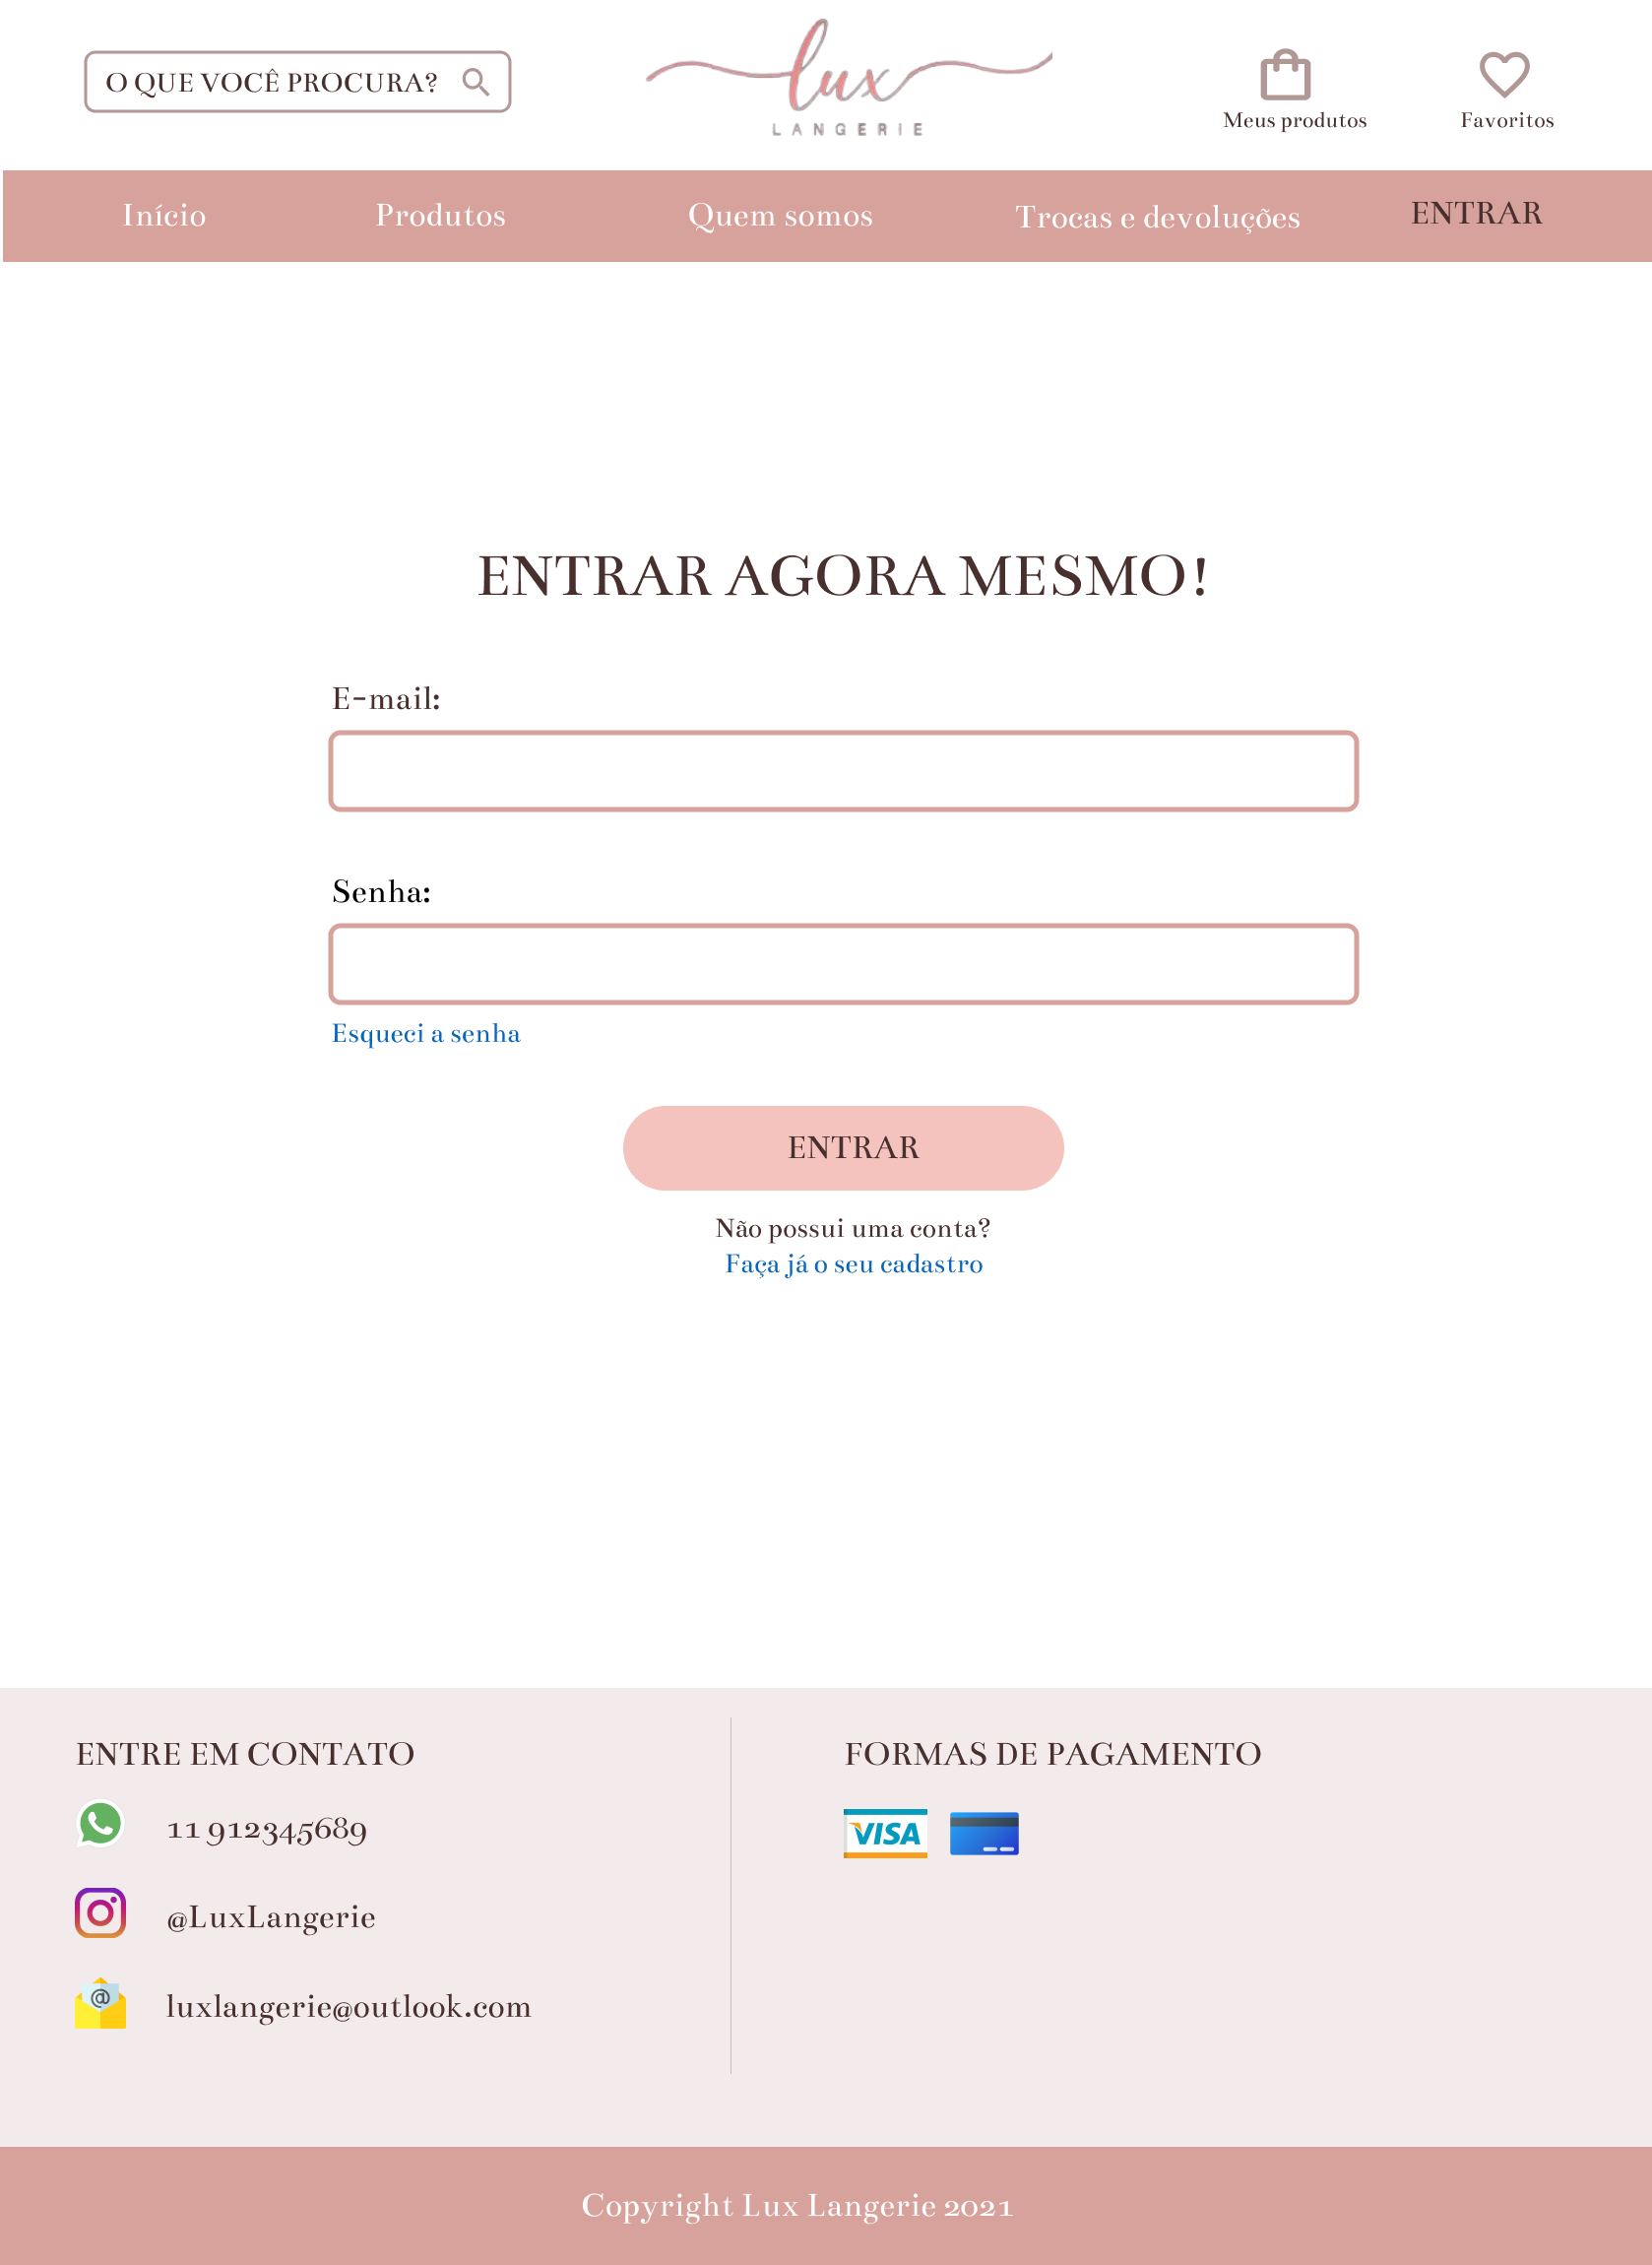 O QUE VOCÊ PROCURA?
lux
LANGERIE
Meus produtos
Favoritos
Início
Produtos
Quem somos
Trocas e devoluções
ENTRAR
ENTRAR AGORA MESMO!
E-mail:
Senha:
Esqueci a senha
ENTRAR
Não possui uma conta?
Faça já o seu cadastro
ENTRE EM CONTATO
11 912345689
@LuxLangerie
@
luxlangerie@outlook.com
FORMAS DE PAGAMENTO
VISA
Copyright Lux Langerie 2021